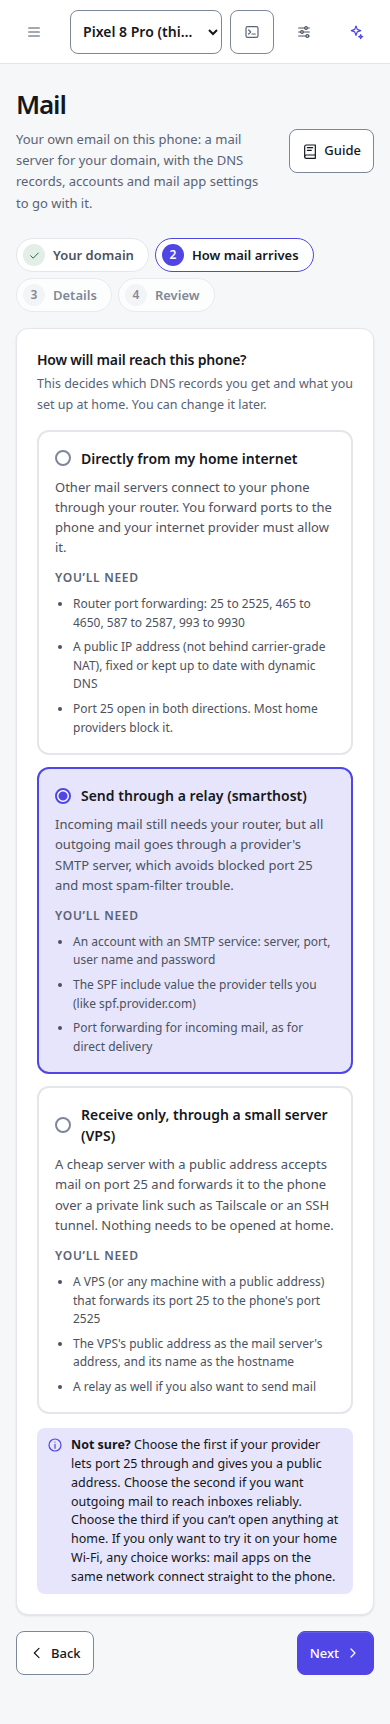 Pixel 8 Pro (thi...
Mail
Your own email on this phone: a mail
server for your domain, with the DNS
records, accounts and mail app settings
to go with it.
Guide
Your domain
2 How mail arrives
3 Details
4 Review
How will mail reach this phone?
This decides which DNS records you get and what you
set up at home. You can change it later.
Directly from my home internet
Other mail servers connect to your phone
through your router. You forward ports to the
phone and your internet provider must allow
it.
YOU'LL NEED
• Router port forwarding: 25 to 2525, 465 to
4650, 587 to 2587, 993 to 9930
• A public IP address (not behind carrier-grade
NAT), fixed or kept up to date with dynamic
DNS
• Port 25 open in both directions. Most home
providers block it.
Send through a relay (smarthost)
Incoming mail still needs your router, but all
outgoing mail goes through a provider's
SMTP server, which avoids blocked port 25
and most spam-filter trouble.
YOU'LL NEED
• An account with an SMTP service: server, port,
user name and password
• The SPF include value the provider tells you
(like spf.provider.com)
• Port forwarding for incoming mail, as for
direct delivery
Receive only, through a small server
(VPS)
A cheap server with a public address accepts
mail on port 25 and forwards it to the phone
over a private link such as Tailscale or an SSH
tunnel. Nothing needs to be opened at home.
YOU'LL NEED
• A VPS (or any machine with a public address)
that forwards its port 25 to the phone's port
2525
• The VPS's public address as the mail server's
address, and its name as the hostname
• A relay as well if you also want to send mail
Not sure? Choose the first if your provider
lets port 25 through and gives you a public
address. Choose the second if you want
outgoing mail to reach inboxes reliably.
Choose the third if you can't open anything at
home. If you only want to try it on your home
Wi-Fi, any choice works: mail apps on the
same network connect straight to the phone.
Back
Next